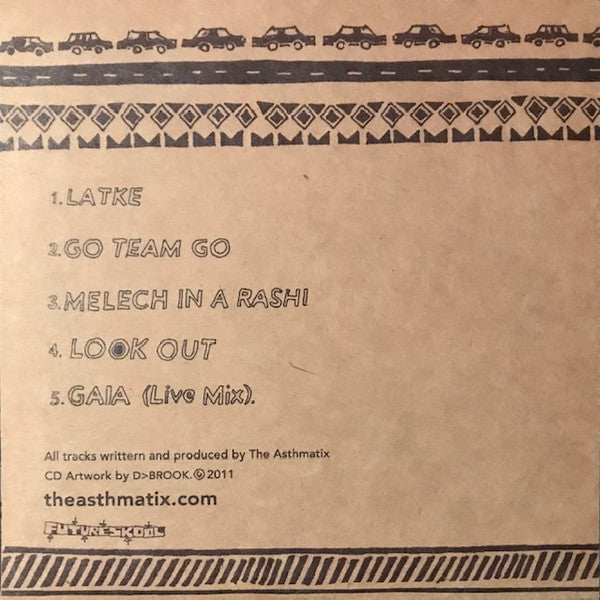 1. LATKE
2. GO TEAM GO
3. MELECH IN A RASHI
4. LOOK OUT
5. GAIA (Live Mix).
All tracks writtern and produced by The Asthmatix
CD Artwork by D>BROOK.© 2011
theasthmatix.com
FUTURESKOOL